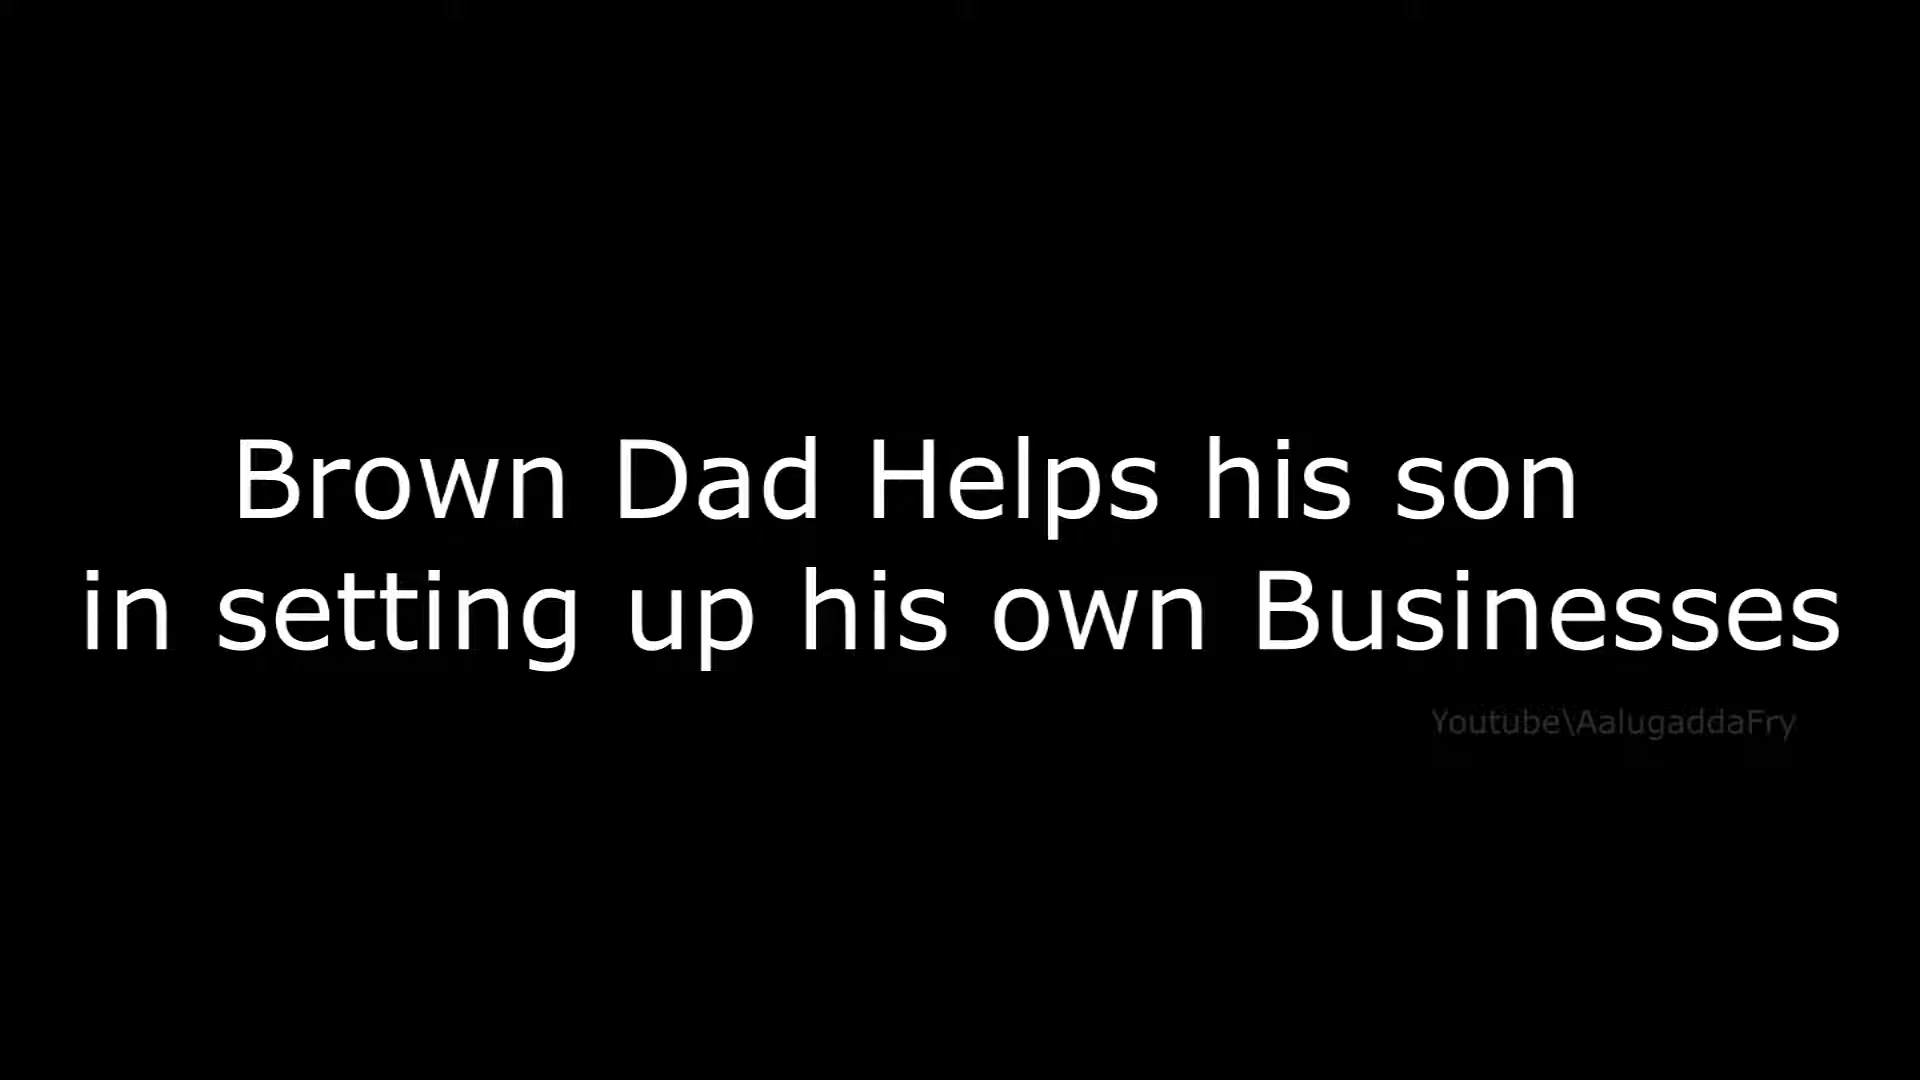 Brown Dad Helps his son
in setting up his own Businesses
Youtube\AalugaddaFry